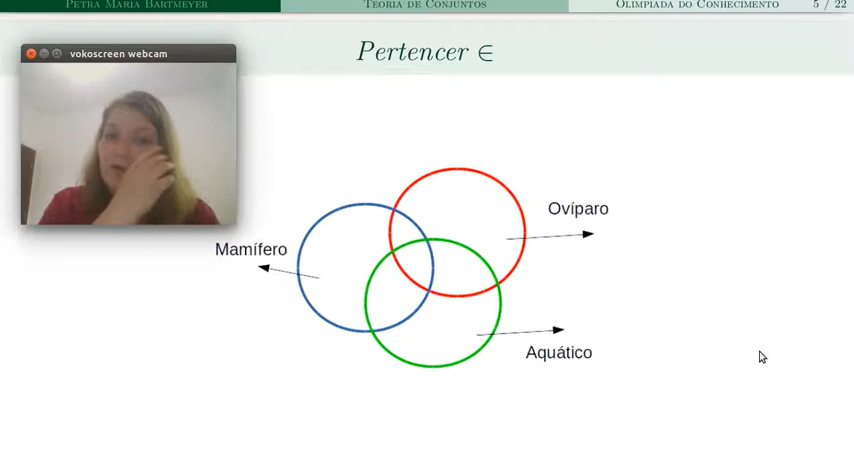 PETRA MARIA BARTMEYER
TEORIA DE CONJUNTOS
OLIMPIADA DO CONHECIMENTO 5 / 22
vokoscreen webcam
Pertencer ∈
Ovíparo
Mamífero
Aquático